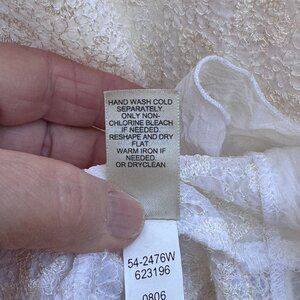 HAND WASH COLD
SEPARATELY.
ONLY NON-
CHLORINE BLEACH
IF NEEDED.
RESHAPE AND DRY
FLAT
WARM IRON IF
NEEDED
OR DRYCLEAN
54-2476W
623196
0806